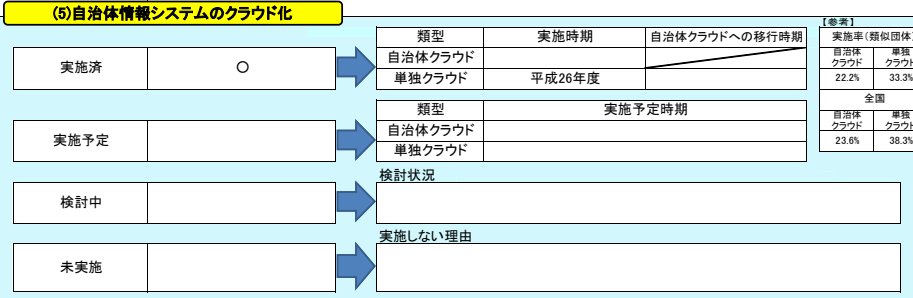 (5)自治体情報システムのクラウド化
実施済 ○
類型 実施時期 自治体クラウドへの移行時期
自治体クラウド
単独クラウド 平成26年度
【参考】
実施率(類似団体)
自治体クラウド 単独クラウド
22.2% 33.3%
全国
自治体クラウド 単独クラウド
23.6% 38.3%
実施予定
類型 実施予定時期
自治体クラウド
単独クラウド
検討中
検討状況
未実施
実施しない理由